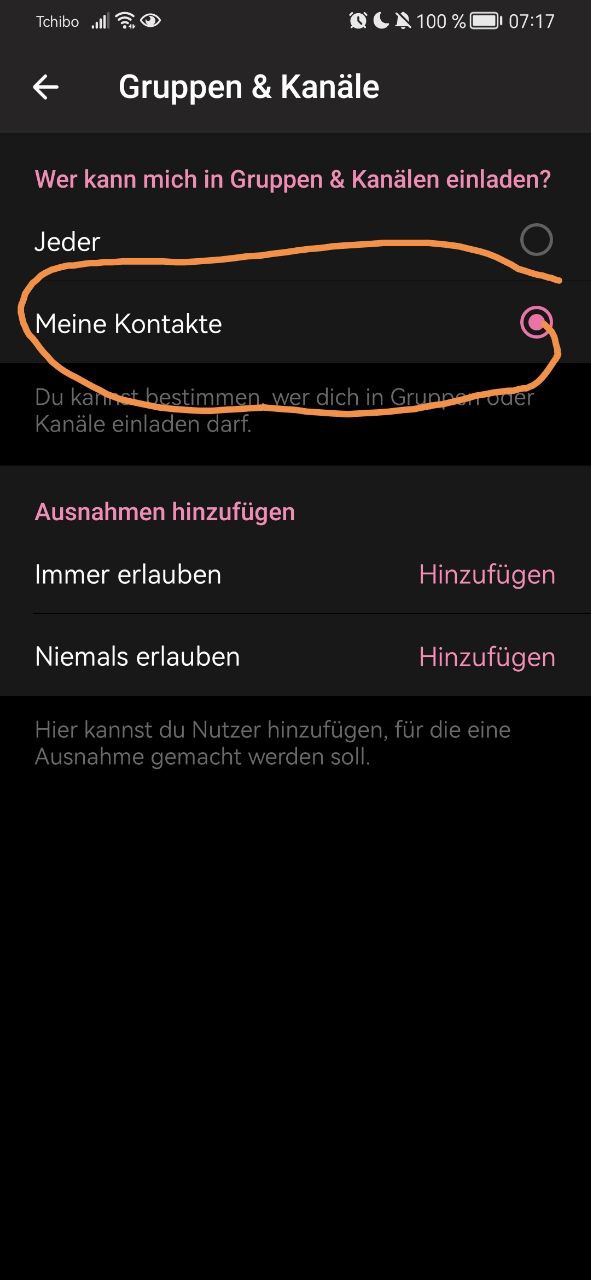 Tchibo 100 % 07:17
Gruppen & Kanäle
Wer kann mich in Gruppen & Kanälen einladen?
Jeder
Meine Kontakte
Du kannst bestimmen, wer dich in Gruppen oder
Kanäle einladen darf.
Ausnahmen hinzufügen
Immer erlauben Hinzufügen
Niemals erlauben Hinzufügen
Hier kannst du Nutzer hinzufügen, für die eine
Ausnahme gemacht werden soll.